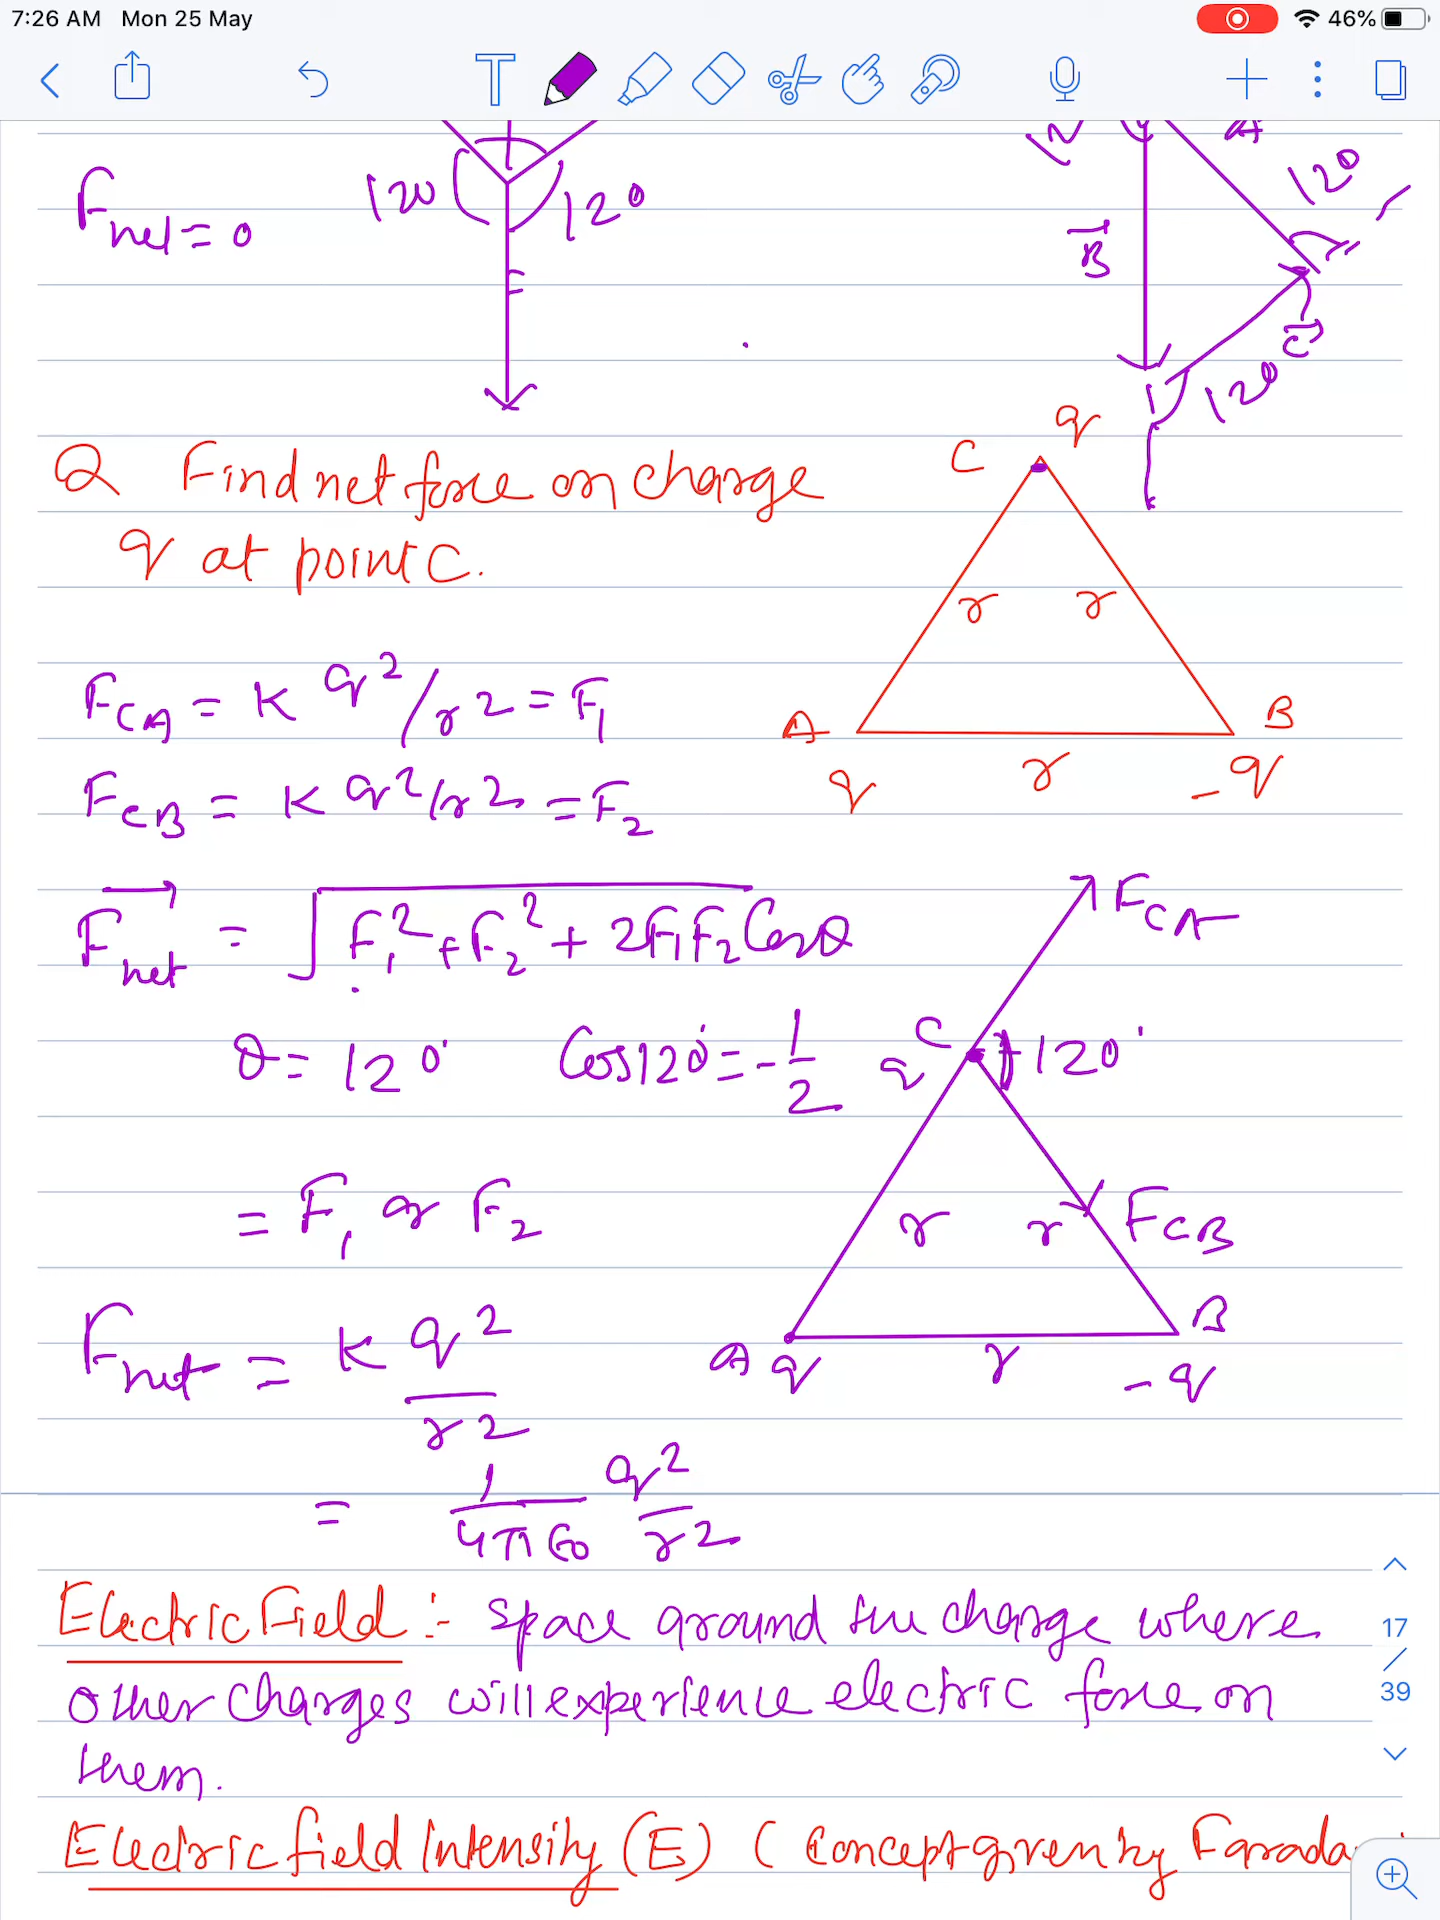 7:26 AM Mon 25 May 46%
T
Fnet = 0
120 120
B
120
C
120
Q Find net force on charge
q at point C.
C q
r r
A B
q r -q
FCA = K q²/r2 = F1
FCB = K q²/r2 = F2
Fnet = √F1² + F2² + 2F1F2 Cosθ
FCA
θ = 120° Cos120° = -1/2
C q 120°
= F1 or F2
r r FCB
Fnet = K q²/r2
A q r B -q
= 1/4π∈0 q²/r2
Electric Field :- space around the charge where
other charges will experience electric force on
them.
17
/
39
Electric field Intensity (E) ( Concept given by Farada